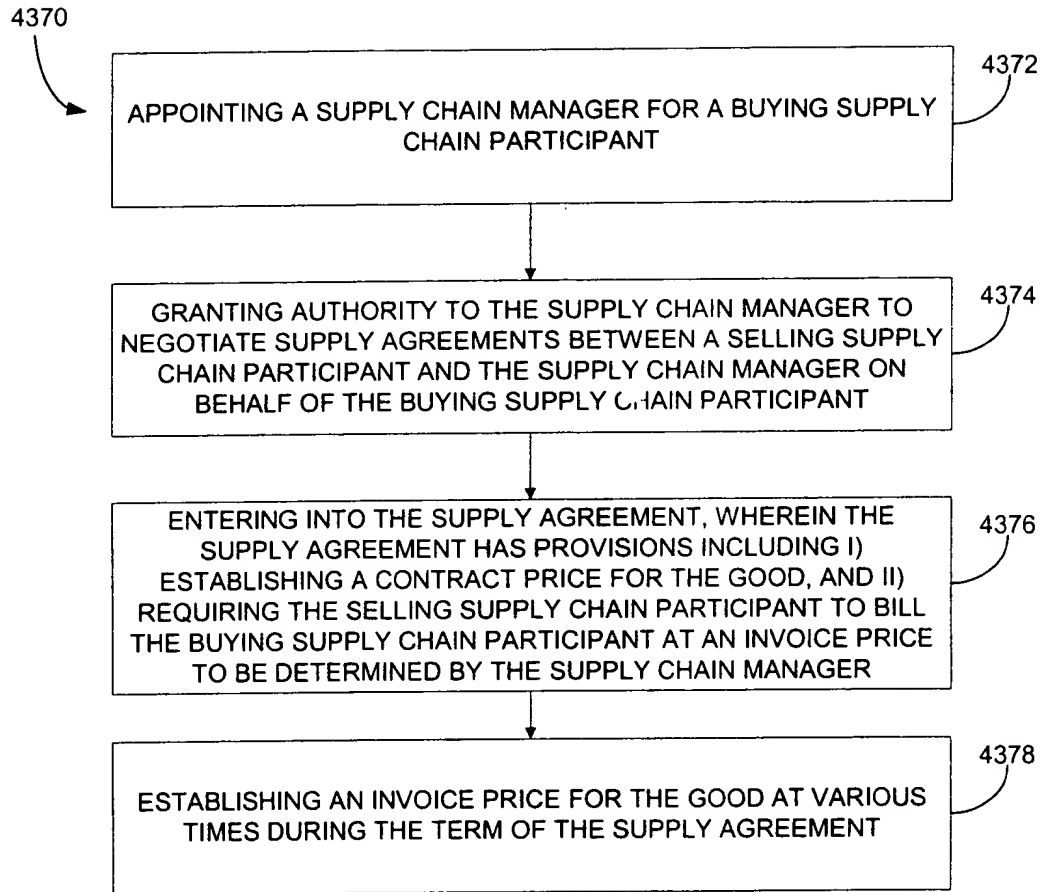 4370
4372
APPOINTING A SUPPLY CHAIN MANAGER FOR A BUYING SUPPLY
CHAIN PARTICIPANT
4374
GRANTING AUTHORITY TO THE SUPPLY CHAIN MANAGER TO
NEGOTIATE SUPPLY AGREEMENTS BETWEEN A SELLING SUPPLY
CHAIN PARTICIPANT AND THE SUPPLY CHAIN MANAGER ON
BEHALF OF THE BUYING SUPPLY CHAIN PARTICIPANT
4376
ENTERING INTO THE SUPPLY AGREEMENT, WHEREIN THE
SUPPLY AGREEMENT HAS PROVISIONS INCLUDING I)
ESTABLISHING A CONTRACT PRICE FOR THE GOOD, AND II)
REQUIRING THE SELLING SUPPLY CHAIN PARTICIPANT TO BILL
THE BUYING SUPPLY CHAIN PARTICIPANT AT AN INVOICE PRICE
TO BE DETERMINED BY THE SUPPLY CHAIN MANAGER
4378
ESTABLISHING AN INVOICE PRICE FOR THE GOOD AT VARIOUS
TIMES DURING THE TERM OF THE SUPPLY AGREEMENT